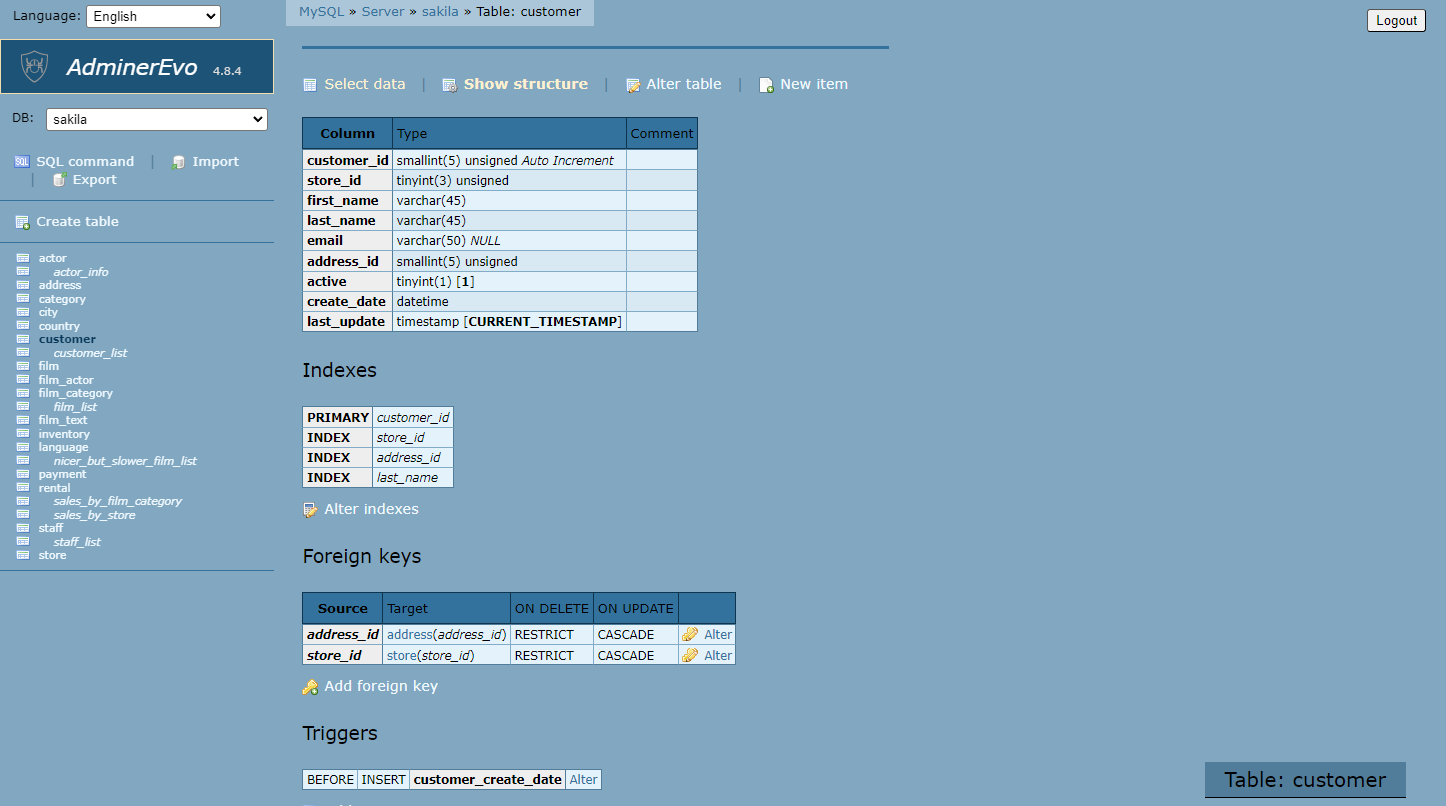 Language: English
MySQL » Server » sakila » Table: customer
Logout
AdminerEvo 4.8.4
DB: sakila
SQL command | Import
| Export
Create table
actor
actor_info
address
category
city
country
customer
customer_list
film
film_actor
film_category
film_list
film_text
inventory
language
nicer_but_slower_film_list
payment
rental
sales_by_film_category
sales_by_store
staff
staff_list
store
Select data | Show structure | Alter table | New item
Column Type Comment
customer_id smallint(5) unsigned Auto Increment
store_id tinyint(3) unsigned
first_name varchar(45)
last_name varchar(45)
email varchar(50) NULL
address_id smallint(5) unsigned
active tinyint(1) [1]
create_date datetime
last_update timestamp [CURRENT_TIMESTAMP]
Indexes
PRIMARY customer_id
INDEX store_id
INDEX address_id
INDEX last_name
Alter indexes
Foreign keys
Source Target ON DELETE ON UPDATE
address_id address(address_id) RESTRICT CASCADE Alter
store_id store(store_id) RESTRICT CASCADE Alter
Add foreign key
Triggers
BEFORE INSERT customer_create_date Alter
Table: customer